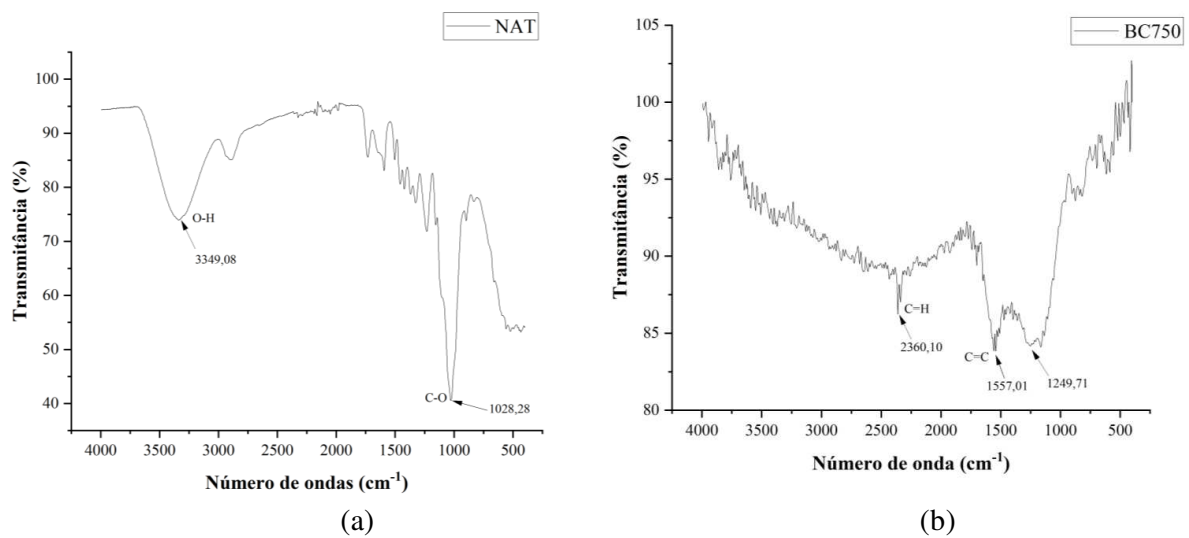 NAT
Transmitância (%)
100
90
80
70
60
50
40
O-H
3349,08
C-O
1028,28
4000 3500 3000 2500 2000 1500 1000 500
Número de ondas (cm-1)
(a)
BC750
Transmitância (%)
105
100
95
90
85
80
C=H
2360,10
C=C
1557,01
1249,71
4000 3500 3000 2500 2000 1500 1000 500
Número de onda (cm-1)
(b)